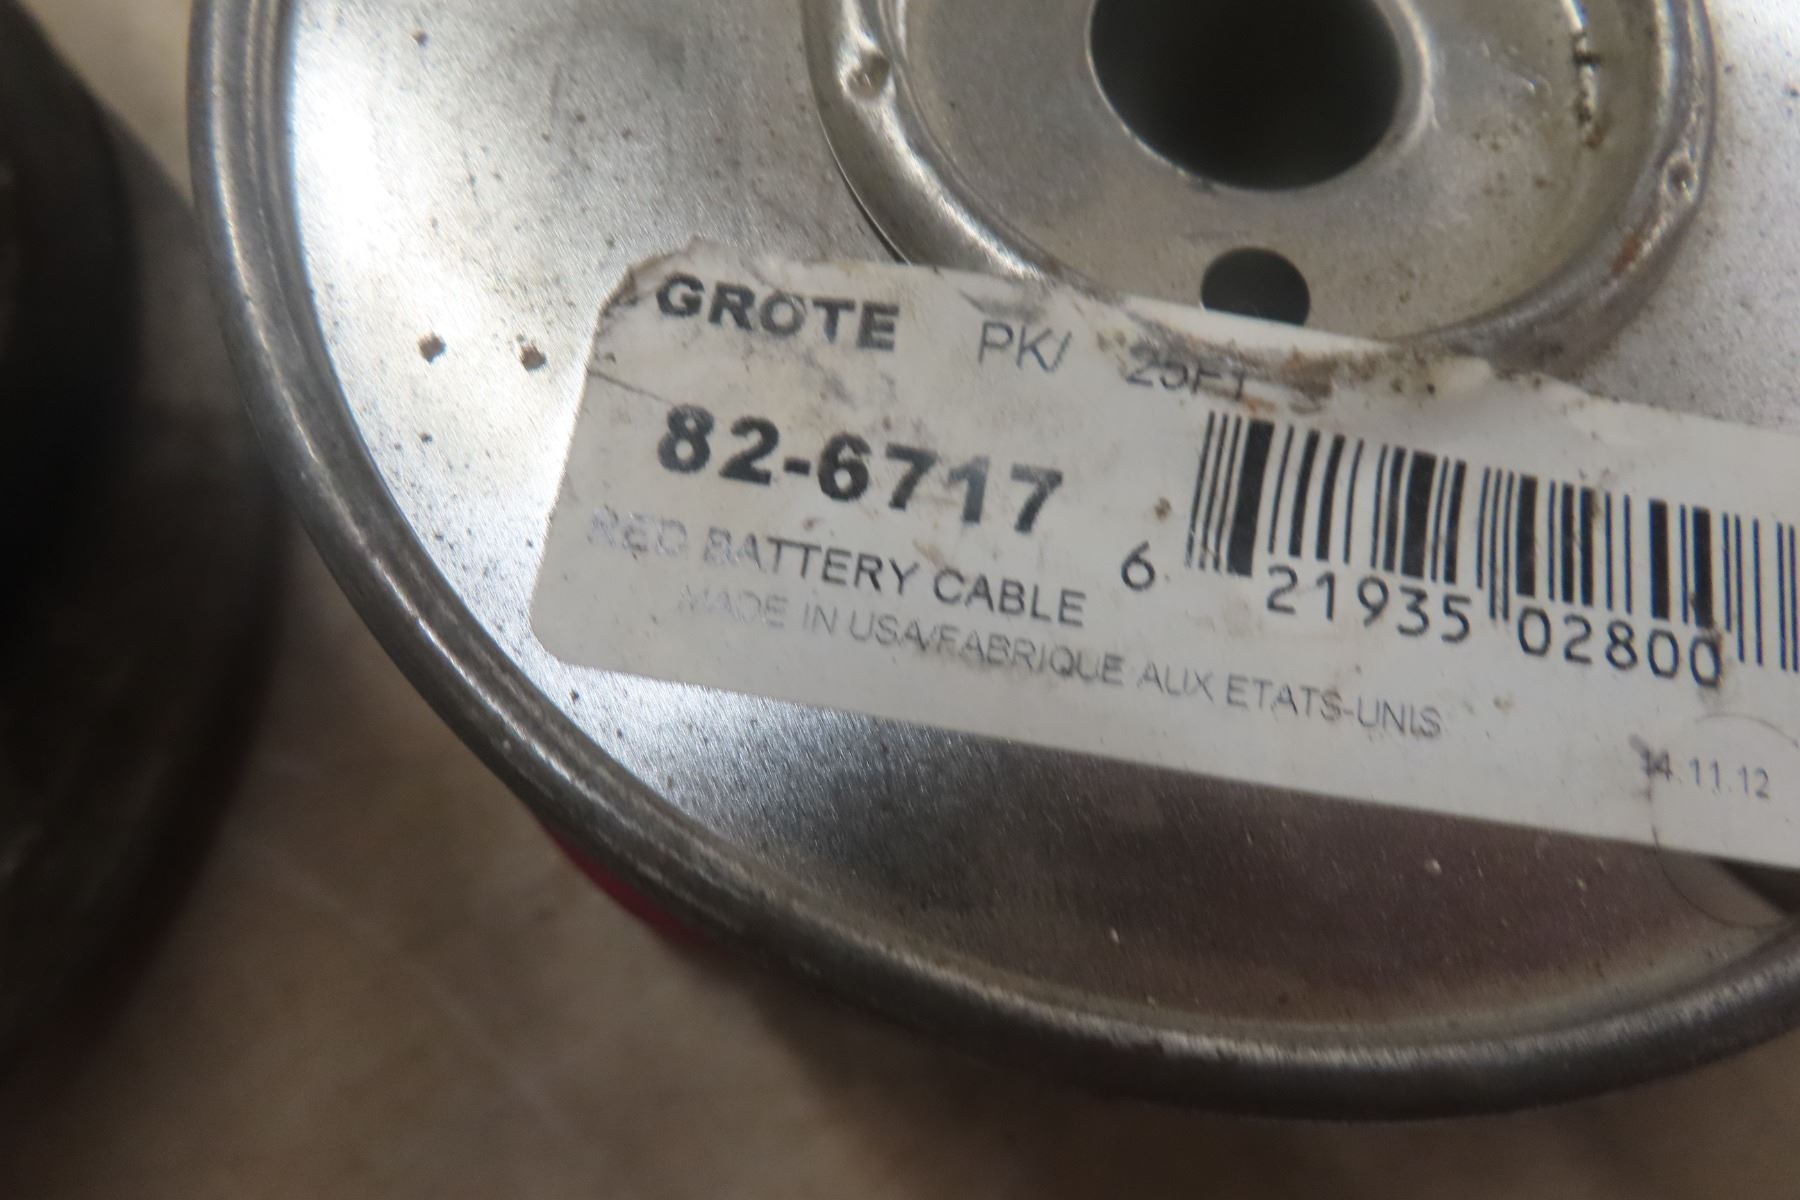 GROTE PK/ 25FT
82-6717
RED BATTERY CABLE
MADE IN USA/FABRIQUE AUX ETATS-UNIS
6 21935 02800
14.11.12